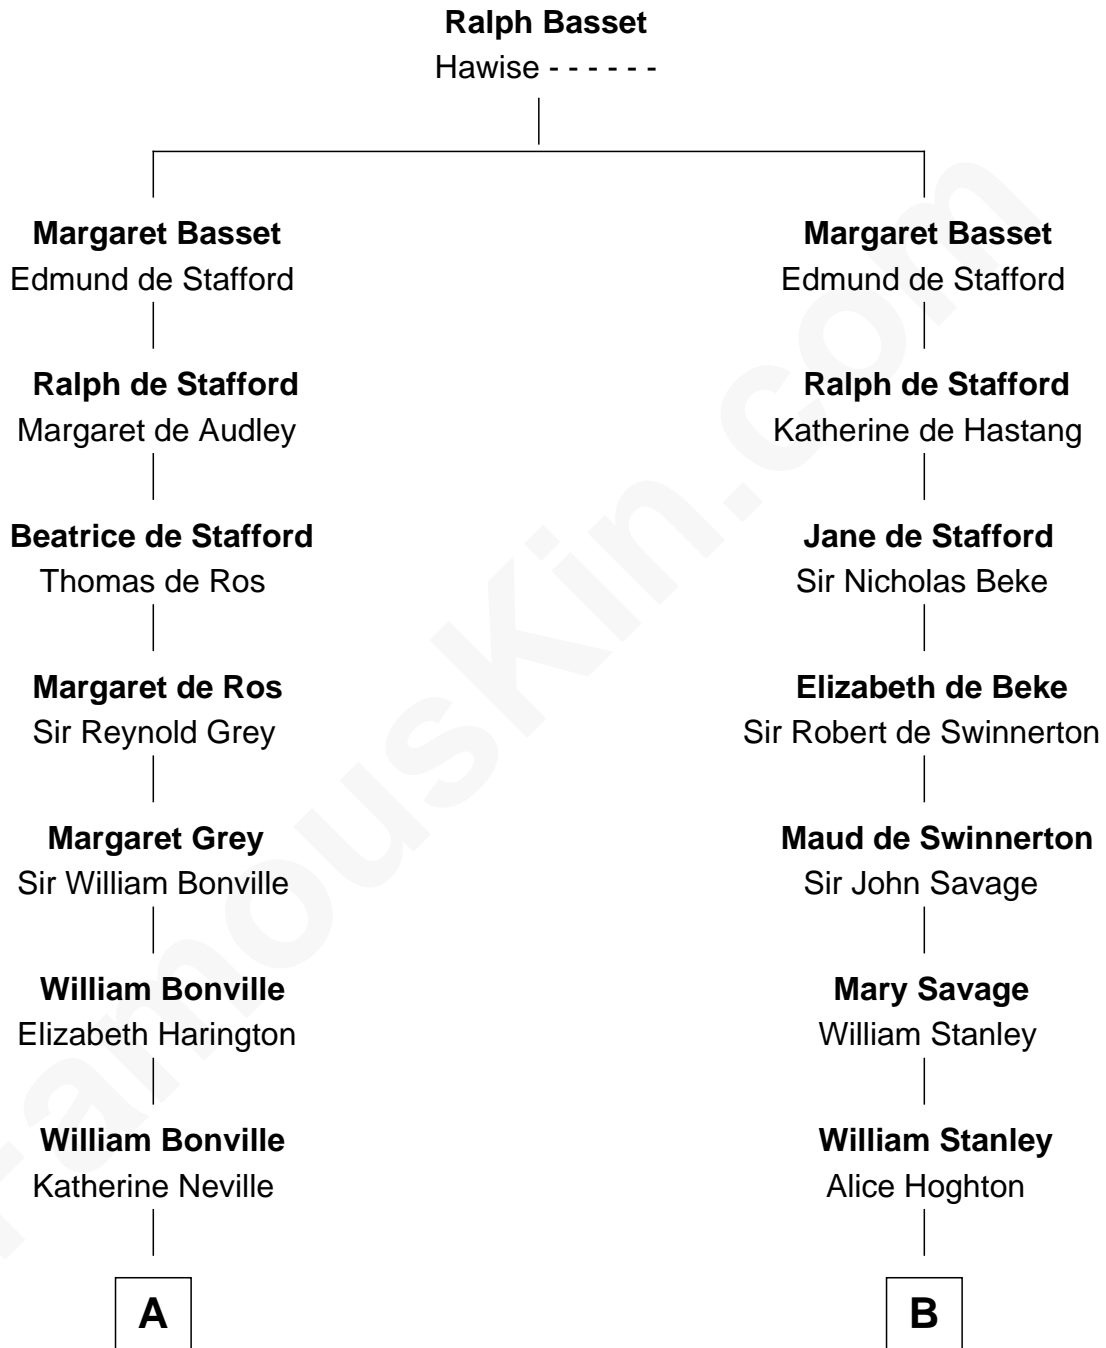 Ralph Basset
Hawise - - - - - -
Margaret Basset
Edmund de Stafford
Margaret Basset
Edmund de Stafford
Ralph de Stafford
Margaret de Audley
Ralph de Stafford
Katherine de Hastang
Beatrice de Stafford
Thomas de Ros
Jane de Stafford
Sir Nicholas Beke
Margaret de Ros
Sir Reynold Grey
Elizabeth de Beke
Sir Robert de Swinnerton
Margaret Grey
Sir William Bonville
Maud de Swinnerton
Sir John Savage
William Bonville
Elizabeth Harington
Mary Savage
William Stanley
William Bonville
Katherine Neville
William Stanley
Alice Hoghton
A
B
FamousKin.com